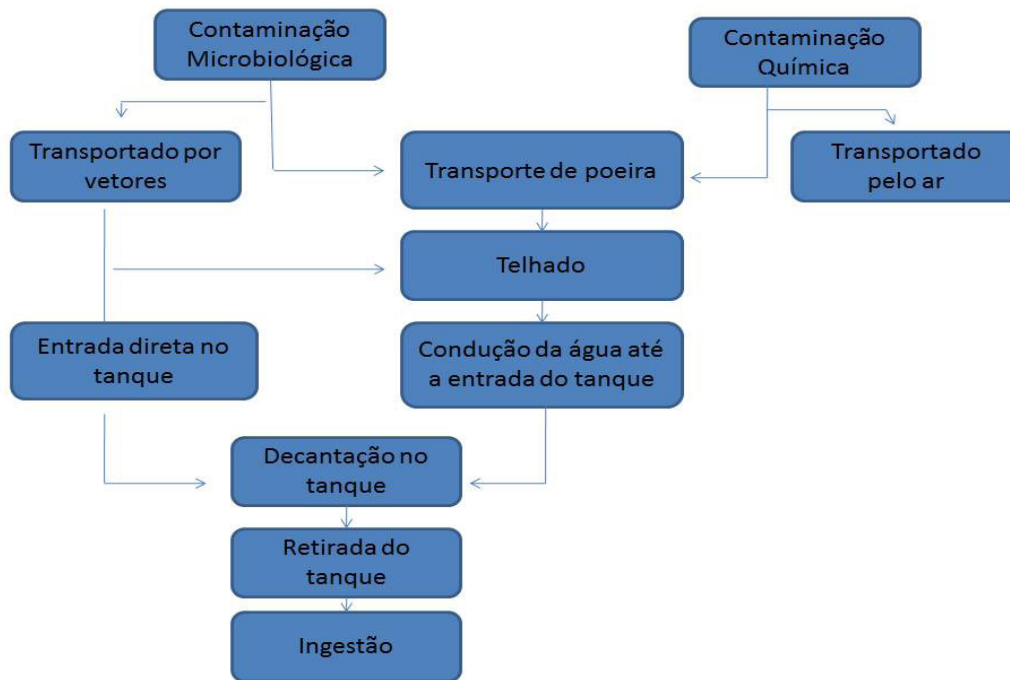 Contaminação
Microbiológica
Contaminação
Química
Transportado por
vetores
Transporte de poeira
Transportado
pelo ar
Telhado
Entrada direta no
tanque
Condução da água até
a entrada do tanque
Decantação no
tanque
Retirada do
tanque
Ingestão